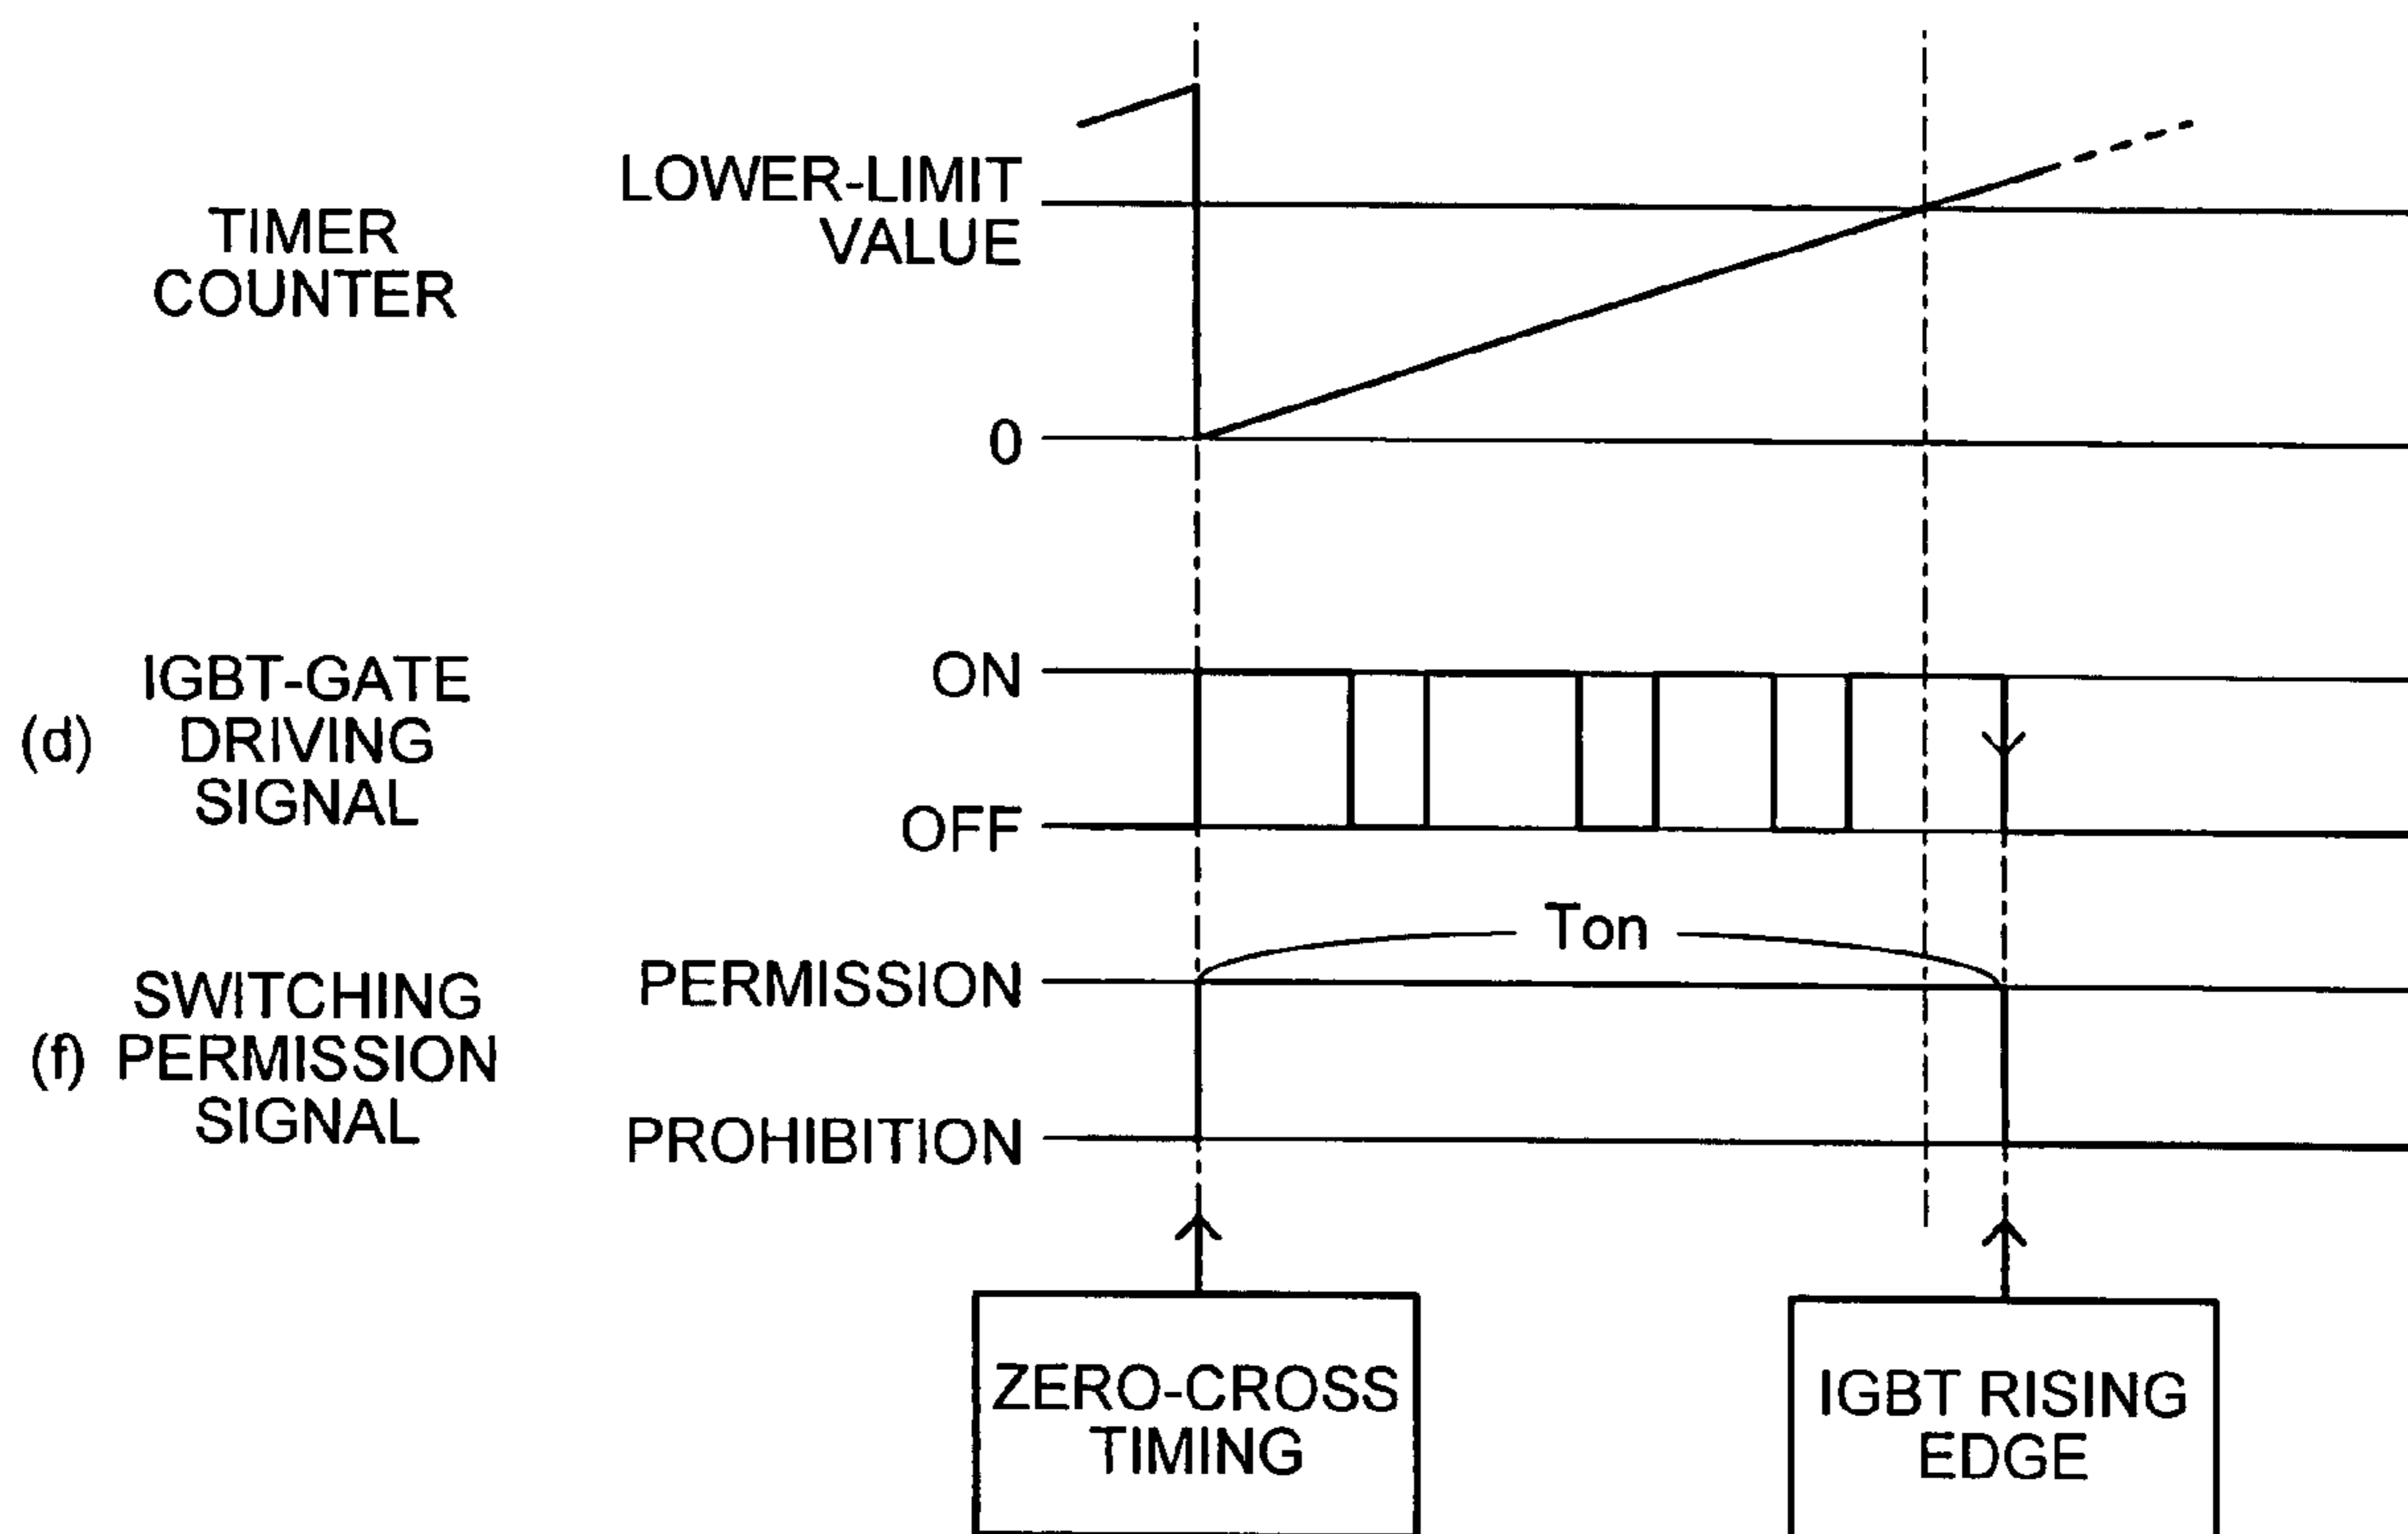 TIMER
COUNTER
LOWER-LIMIT
VALUE
0
(d)
IGBT-GATE
DRIVING
SIGNAL
ON
OFF
(f)
SWITCHING
PERMISSION
SIGNAL
PERMISSION
Ton
PROHIBITION
ZERO-CROSS
TIMING
IGBT RISING
EDGE